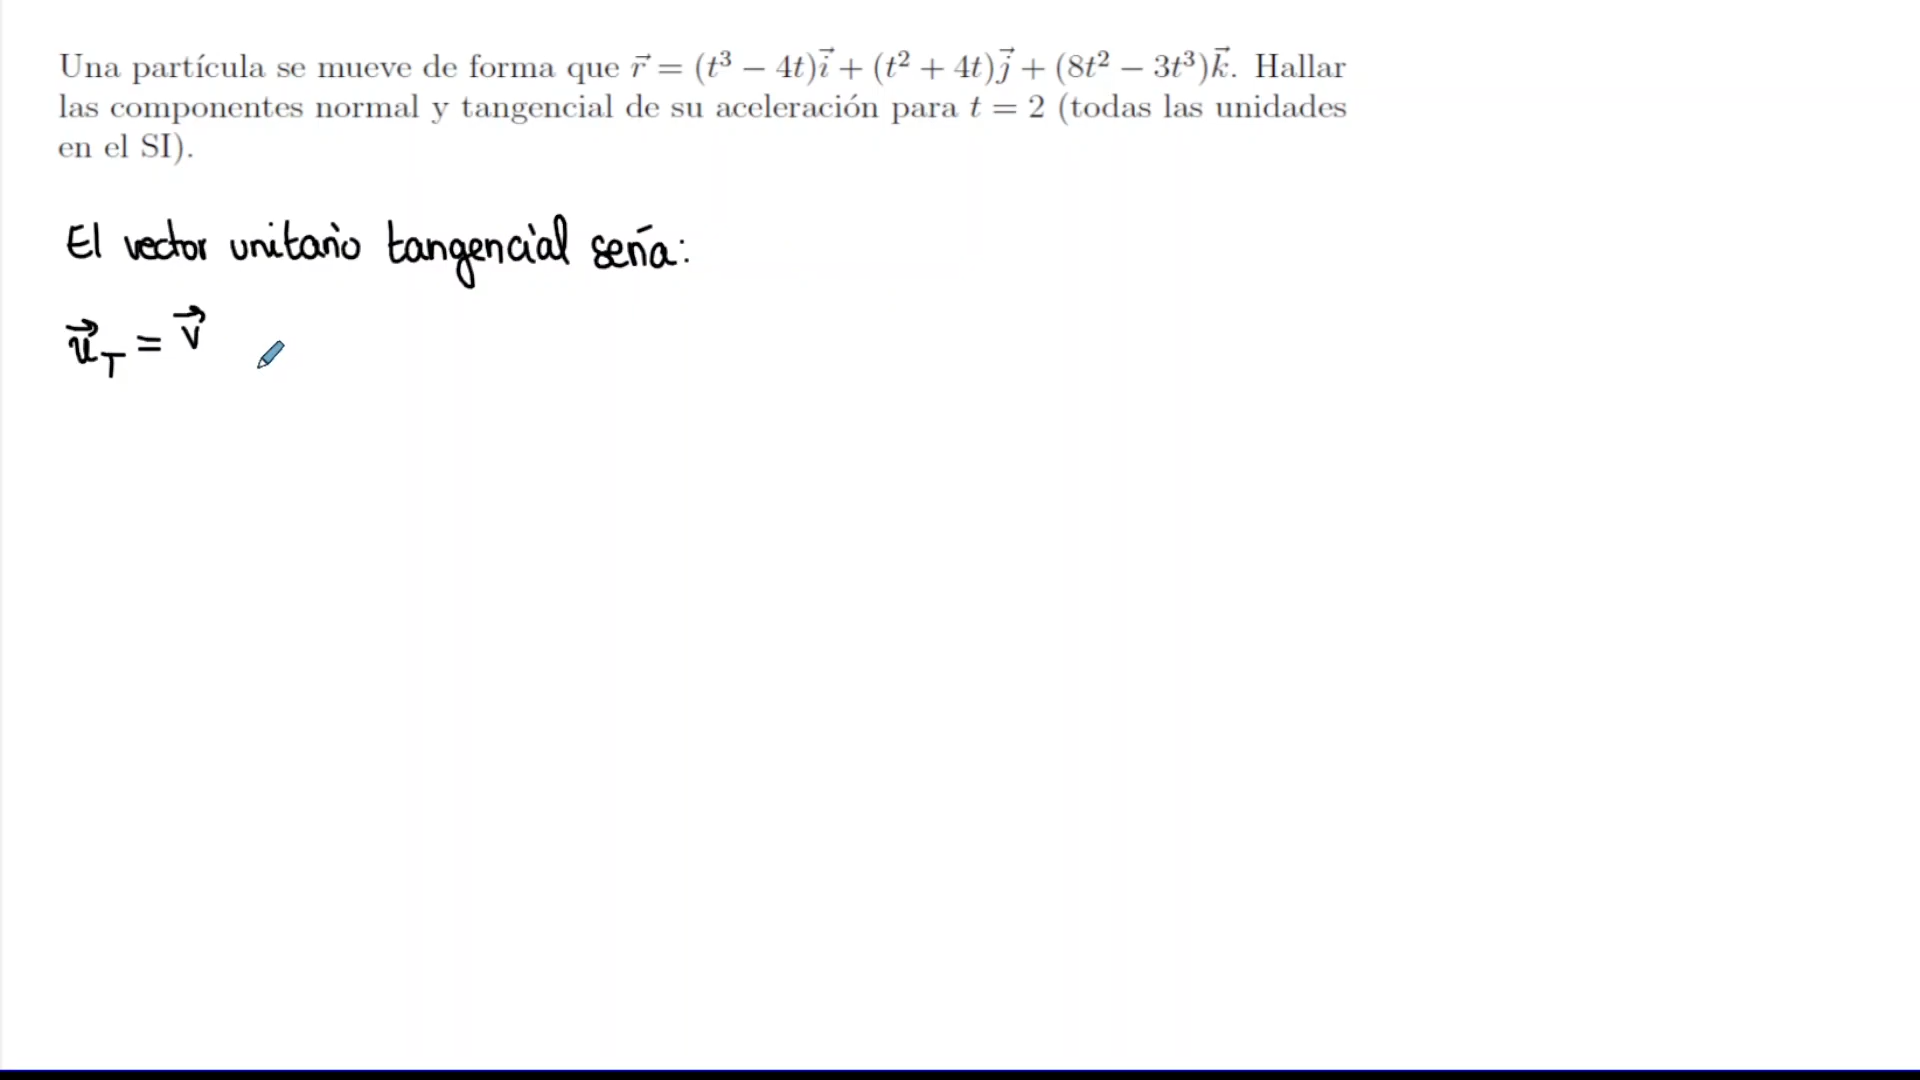 Una partícula se mueve de forma que r⃗ = (t³ − 4t)i⃗ + (t² + 4t)j⃗ + (8t² − 3t³)k⃗. Hallar
las componentes normal y tangencial de su aceleración para t = 2 (todas las unidades
en el SI).
El vector unitario tangencial sería:
u⃗_T = v⃗